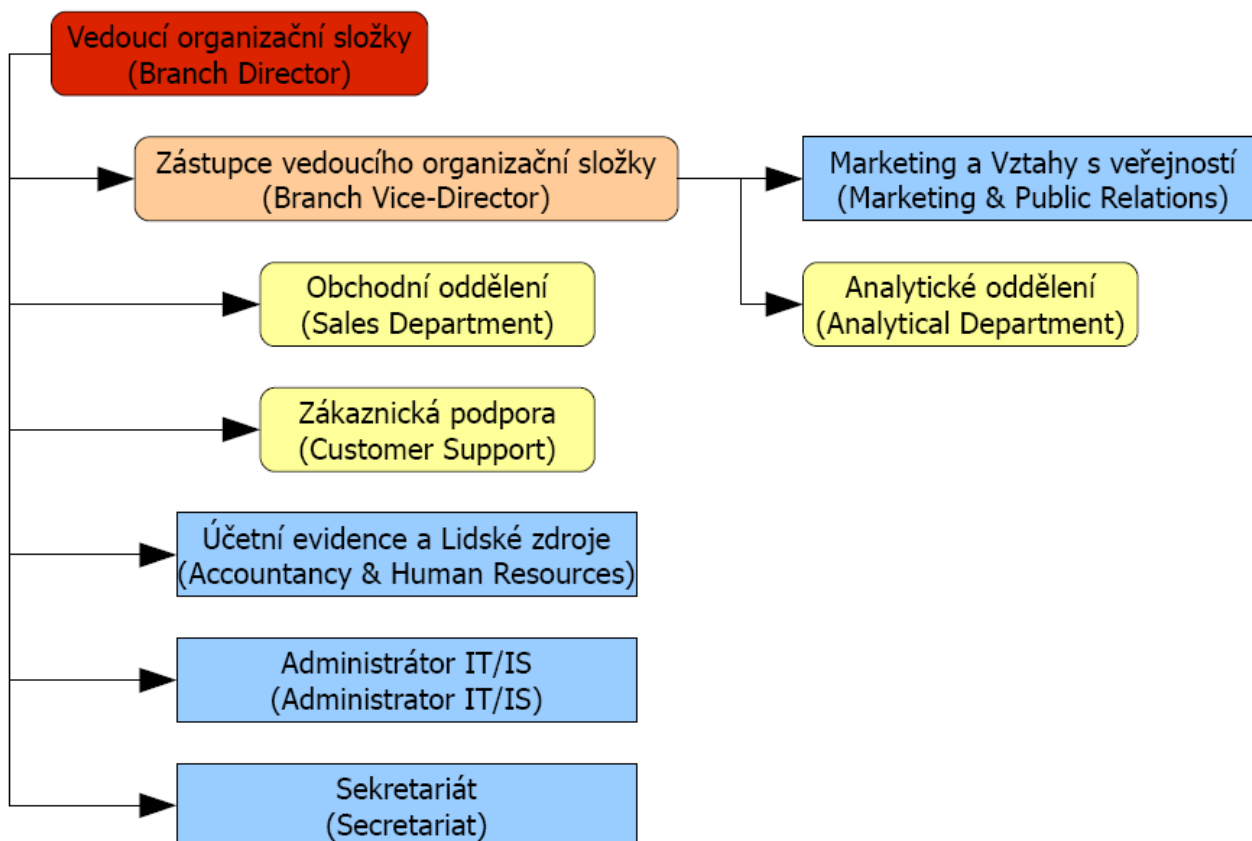 Vedoucí organizační složky
(Branch Director)
Zástupce vedoucího organizační složky
(Branch Vice-Director)
Marketing a Vztahy s veřejností
(Marketing & Public Relations)
Obchodní oddělení
(Sales Department)
Analytické oddělení
(Analytical Department)
Zákaznická podpora
(Customer Support)
Účetní evidence a Lidské zdroje
(Accountancy & Human Resources)
Administrátor IT/IS
(Administrator IT/IS)
Sekretariát
(Secretariat)